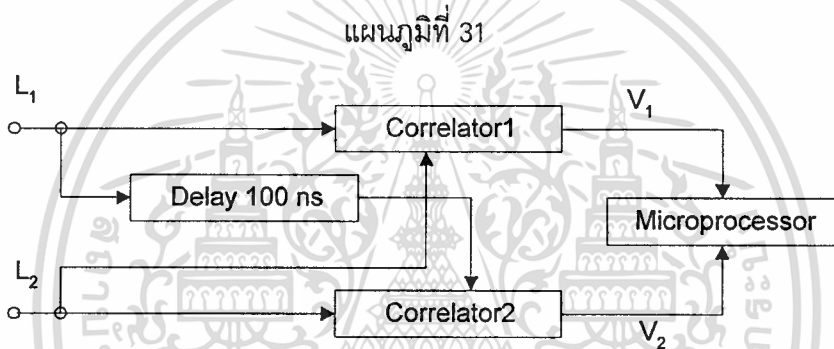 แผนภูมิที่ 31
L1
Correlator1
V1
Delay 100 ns
Microprocessor
L2
Correlator2
V2